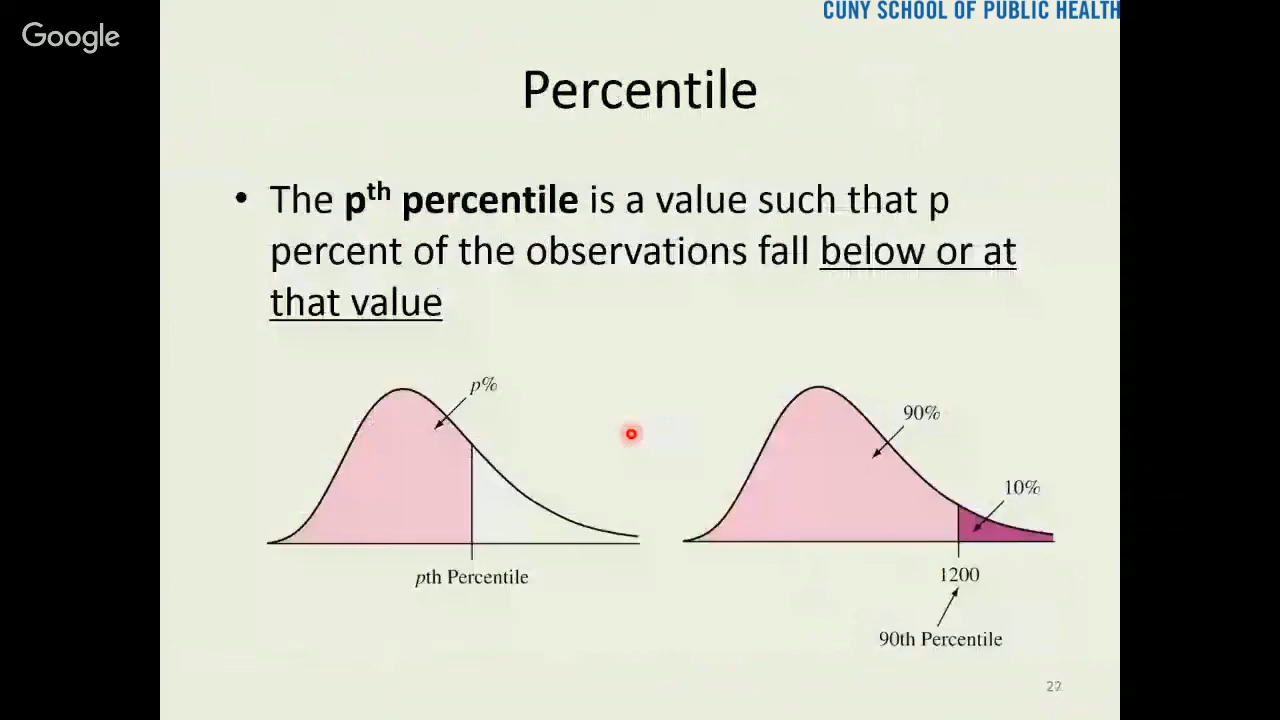 CUNY SCHOOL OF PUBLIC HEALTH
Google
Percentile
• The pth percentile is a value such that p
percent of the observations fall below or at
that value
p%
90%
10%
pth Percentile
1200
90th Percentile